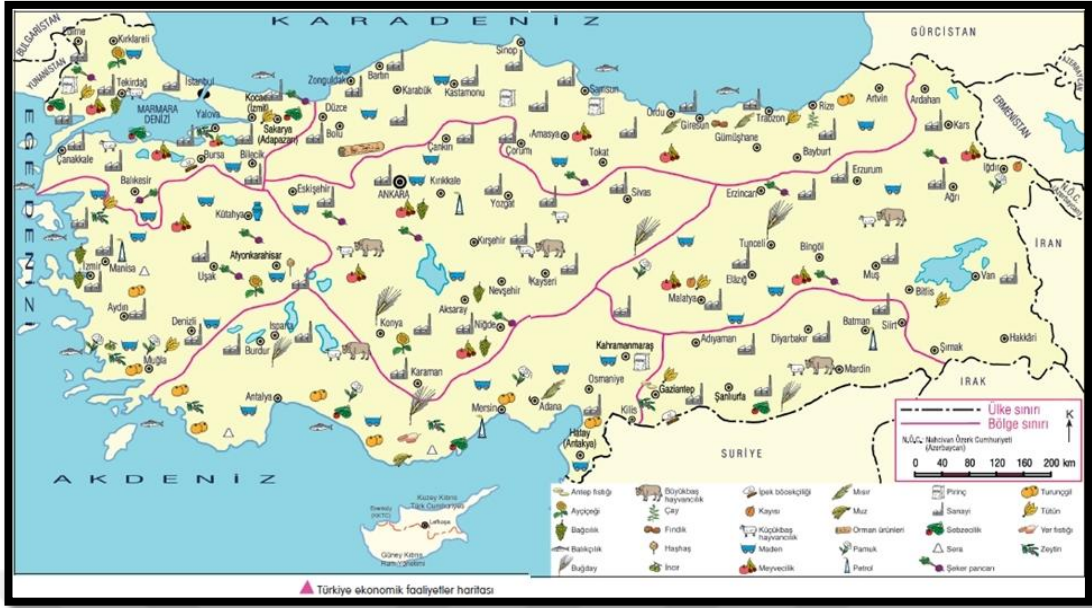 KARADENİZ
BULGARİSTAN
YUNANİSTAN
GÜRCİSTAN
ERMENİSTAN
İRAN
IRAK
SURİYE
AKDENİZ
MARMARA
DENİZİ
Edirne
Kırklareli
Tekirdağ
İstanbul
Yalova
Kocaeli
(İzmit)
Sakarya
(Adapazarı)
Düzce
Bolu
Zonguldak
Bartın
Karabük
Kastamonu
Sinop
Samsun
Ordu
Giresun
Trabzon
Rize
Artvin
Ardahan
Kars
Iğdır
Ağrı
Erzurum
Bayburt
Gümüşhane
Erzincan
Tokat
Amasya
Çorum
Çankırı
ANKARA
Kırıkkale
Yozgat
Sivas
Eskişehir
Bilecik
Bursa
Çanakkale
Balıkesir
Kütahya
Afyonkarahisar
Uşak
Manisa
İzmir
Aydın
Denizli
Muğla
Burdur
Isparta
Antalya
Konya
Karaman
Aksaray
Nevşehir
Niğde
Kırşehir
Kayseri
Mersin
Adana
Osmaniye
Hatay
(Antakya)
Kahramanmaraş
Kilis
Gaziantep
Şanlıurfa
Adıyaman
Malatya
Elazığ
Tunceli
Bingöl
Muş
Bitlis
Van
Hakkâri
Şırnak
Siirt
Batman
Mardin
Diyarbakır
Kuzey Kıbrıs
Türk Cumhuriyeti
Lefkoşa
Güney Kıbrıs
Rum Yönetimi
Ülke sınırı
Bölge sınırı
K
N.Ö.C.: Nahcivan Özerk Cumhuriyeti
(Azerbaycan)
0 40 80 120 160 200 km
Antep fıstığı
Ayçiçeği
Bağcılık
Balıkçılık
Buğday
Büyükbaş
hayvancılık
Çay
Fındık
Haşhaş
İncir
İpek böcekçiliği
Kayısı
Küçükbaş
hayvancılık
Maden
Meyvecilik
Mısır
Muz
Orman ürünleri
Pamuk
Petrol
Pirinç
Sanayi
Sebzecilik
Sera
Şeker pancarı
Turunçgil
Tütün
Yer fıstığı
Zeytin
Türkiye ekonomik faaliyetler haritası